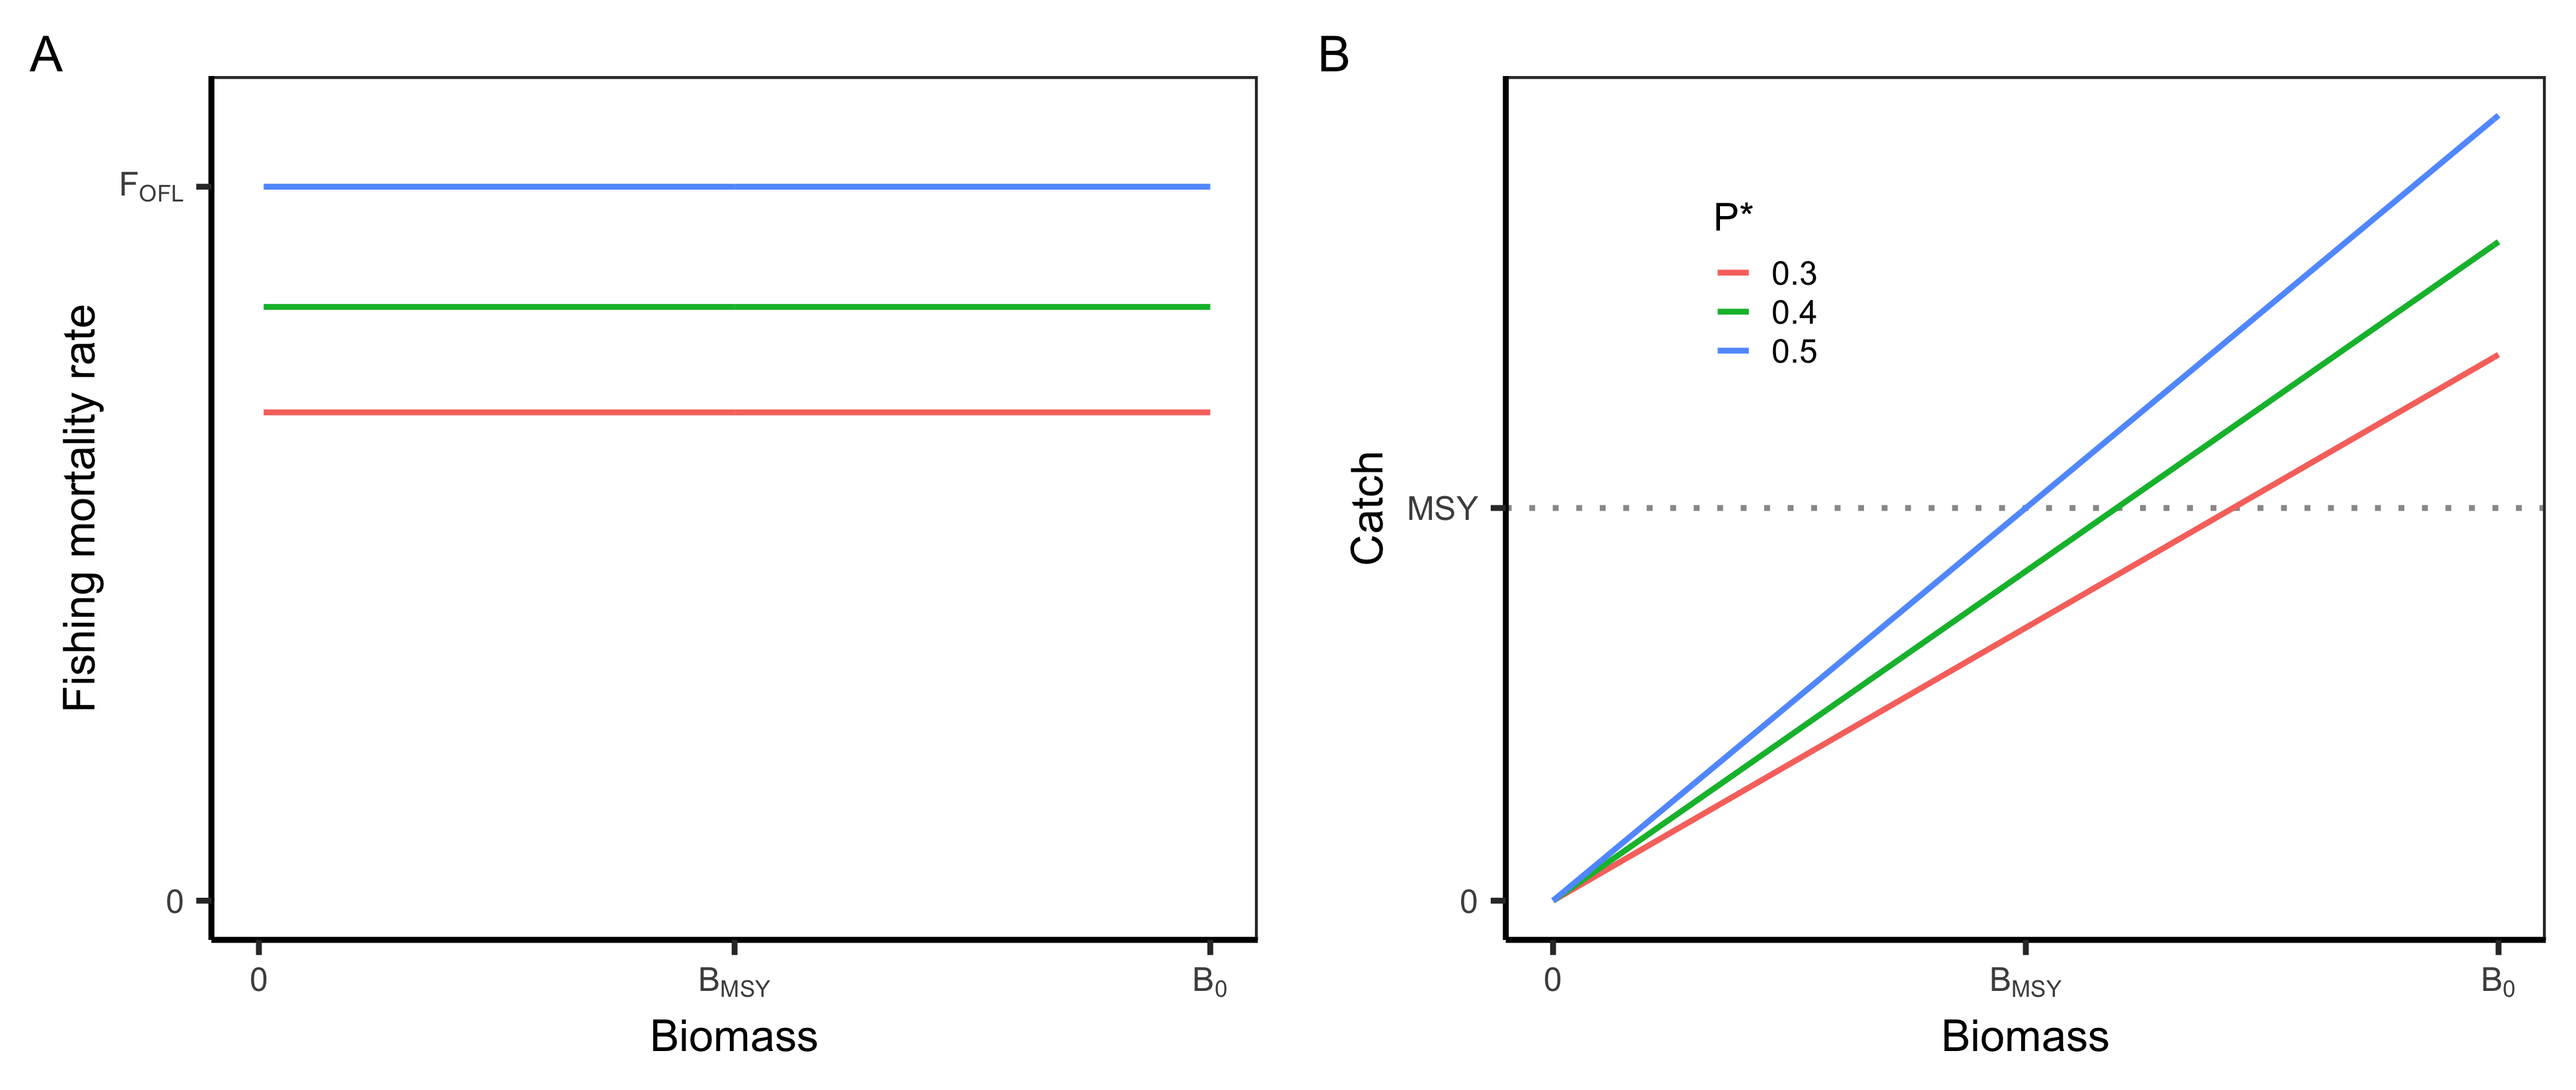 A
Fishing mortality rate
F_OFL
0
0
B_MSY
B_0
Biomass
B
Catch
MSY
0
P*
0.3
0.4
0.5
0
B_MSY
B_0
Biomass